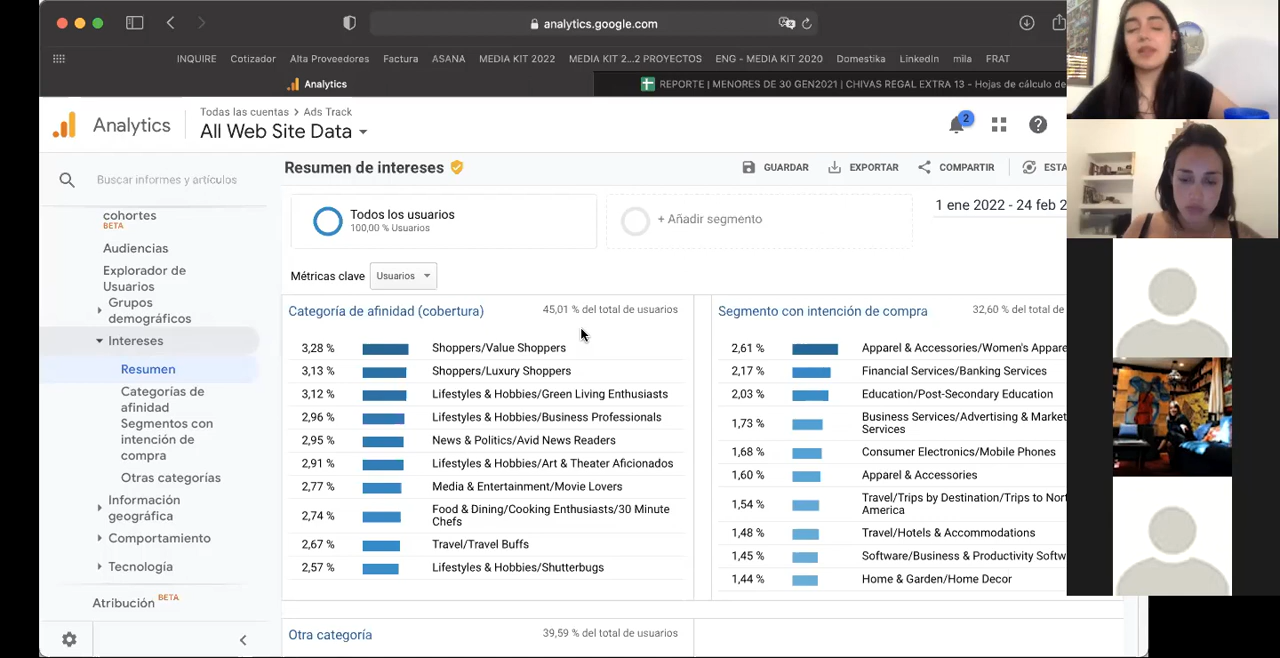 analytics.google.com
INQUIRE Cotizador Alta Proveedores Factura ASANA MEDIA KIT 2022 MEDIA KIT 2...2 PROYECTOS ENG - MEDIA KIT 2020 Domestika LinkedIn mila FRAT
Analytics
REPORTE | MENORES DE 30 GEN2021 | CHIVAS REGAL EXTRA 13 - Hojas de cálculo de
Analytics
Todas las cuentas > Ads Track
All Web Site Data
2
Buscar informes y artículos
cohortes
BETA
Audiencias
Explorador de
Usuarios
Grupos
demográficos
Intereses
Resumen
Categorías de
afinidad
Segmentos con
intención de
compra
Otras categorías
Información
geográfica
Comportamiento
Tecnología
Atribución BETA
Resumen de intereses
GUARDAR EXPORTAR COMPARTIR ESTA
Todos los usuarios
100,00 % Usuarios
+ Añadir segmento
1 ene 2022 - 24 feb 2
Métricas clave Usuarios
Categoría de afinidad (cobertura) 45,01 % del total de usuarios
3,28 % Shoppers/Value Shoppers
3,13 % Shoppers/Luxury Shoppers
3,12 % Lifestyles & Hobbies/Green Living Enthusiasts
2,96 % Lifestyles & Hobbies/Business Professionals
2,95 % News & Politics/Avid News Readers
2,91 % Lifestyles & Hobbies/Art & Theater Aficionados
2,77 % Media & Entertainment/Movie Lovers
2,74 % Food & Dining/Cooking Enthusiasts/30 Minute
Chefs
2,67 % Travel/Travel Buffs
2,57 % Lifestyles & Hobbies/Shutterbugs
Segmento con intención de compra 32,60 % del total de
2,61 % Apparel & Accessories/Women's Appare
2,17 % Financial Services/Banking Services
2,03 % Education/Post-Secondary Education
1,73 % Business Services/Advertising & Market
Services
1,68 % Consumer Electronics/Mobile Phones
1,60 % Apparel & Accessories
1,54 % Travel/Trips by Destination/Trips to Nor
America
1,48 % Travel/Hotels & Accommodations
1,45 % Software/Business & Productivity Softw
1,44 % Home & Garden/Home Decor
Otra categoría 39,59 % del total de usuarios